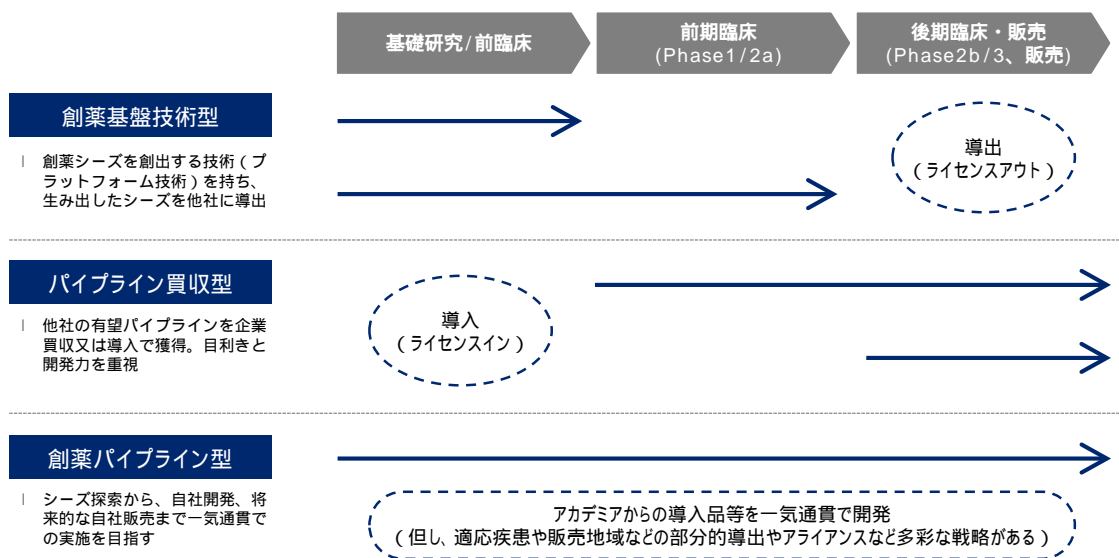 基礎研究/前臨床
前期臨床
(Phase1/2a)
後期臨床・販売
(Phase2b/3、販売)
創薬基盤技術型
| 創薬シーズを創出する技術(プ
ラットフォーム技術)を持ち、
生み出したシーズを他社に導出
導出
(ライセンスアウト)
パイプライン買収型
| 他社の有望パイプラインを企業
買収又は導入で獲得。目利きと
開発力を重視
導入
(ライセンスイン)
創薬パイプライン型
| シーズ探索から、自社開発、将
来的な自社販売まで一気通貫で
の実施を目指す
アカデミアからの導入品等を一気通貫で開発
(但し、適応疾患や販売地域などの部分的導出やアライアンスなど多彩な戦略がある)